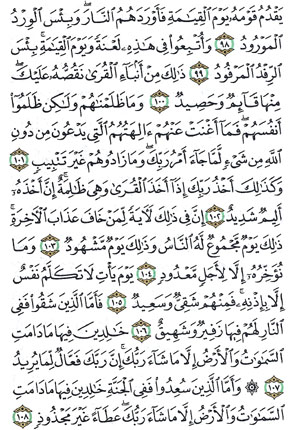 يَقْدُمُ قَوْمَهُۥ يَوْمَ ٱلْقِيَٰمَةِ فَأَوْرَدَهُمُ ٱلنَّارَ ۖ وَبِئْسَ ٱلْوِرْدُ
ٱلْمَوْرُودُ ٩٨ وَأُتْبِعُوا۟ فِى هَٰذِهِۦ لَعْنَةً وَيَوْمَ ٱلْقِيَٰمَةِ ۚ بِئْسَ
ٱلرِّفْدُ ٱلْمَرْفُودُ ٩٩ ذَٰلِكَ مِنْ أَنۢبَآءِ ٱلْقُرَىٰ نَقُصُّهُۥ عَلَيْكَ ۖ
مِنْهَا قَآئِمٌ وَحَصِيدٌ ١٠٠ وَمَا ظَلَمْنَٰهُمْ وَلَٰكِن ظَلَمُوٓا۟
أَنفُسَهُمْ ۖ فَمَآ أَغْنَتْ عَنْهُمْ ءَالِهَتُهُمُ ٱلَّتِى يَدْعُونَ مِن دُونِ
ٱللَّهِ مِن شَىْءٍ لَّمَّا جَآءَ أَمْرُ رَبِّكَ ۖ وَمَا زَادُوهُمْ غَيْرَ تَتْبِيبٍ ١٠١
وَكَذَٰلِكَ أَخْذُ رَبِّكَ إِذَآ أَخَذَ ٱلْقُرَىٰ وَهِىَ ظَٰلِمَةٌ ۚ إِنَّ أَخْذَهُۥٓ
أَلِيمٌ شَدِيدٌ ١٠٢ إِنَّ فِى ذَٰلِكَ لَءَايَةً لِّمَنْ خَافَ عَذَابَ ٱلْءَاخِرَةِ ۚ
ذَٰلِكَ يَوْمٌ مَّجْمُوعٌ لَّهُ ٱلنَّاسُ وَذَٰلِكَ يَوْمٌ مَّشْهُودٌ ١٠٣ وَمَا
نُؤَخِّرُهُۥٓ إِلَّا لِأَجَلٍ مَّعْدُودٍ ١٠٤ يَوْمَ يَأْتِ لَا تَكَلَّمُ نَفْسٌ
إِلَّا بِإِذْنِهِۦ ۚ فَمِنْهُمْ شَقِىٌّ وَسَعِيدٌ ١٠٥ فَأَمَّا ٱلَّذِينَ شَقُوا۟ فَفِى
ٱلنَّارِ لَهُمْ فِيهَا زَفِيرٌ وَشَهِيقٌ ١٠٦ خَٰلِدِينَ فِيهَا مَا دَامَتِ
ٱلسَّمَٰوَٰتُ وَٱلْأَرْضُ إِلَّا مَا شَآءَ رَبُّكَ ۚ إِنَّ رَبَّكَ فَعَّالٌ لِّمَا يُرِيدُ
١٠٧ ۞ وَأَمَّا ٱلَّذِينَ سُعِدُوا۟ فَفِى ٱلْجَنَّةِ خَٰلِدِينَ فِيهَا مَا دَامَتِ
ٱلسَّمَٰوَٰتُ وَٱلْأَرْضُ إِلَّا مَا شَآءَ رَبُّكَ ۖ عَطَآءً غَيْرَ مَجْذُوذٍ ١٠٨